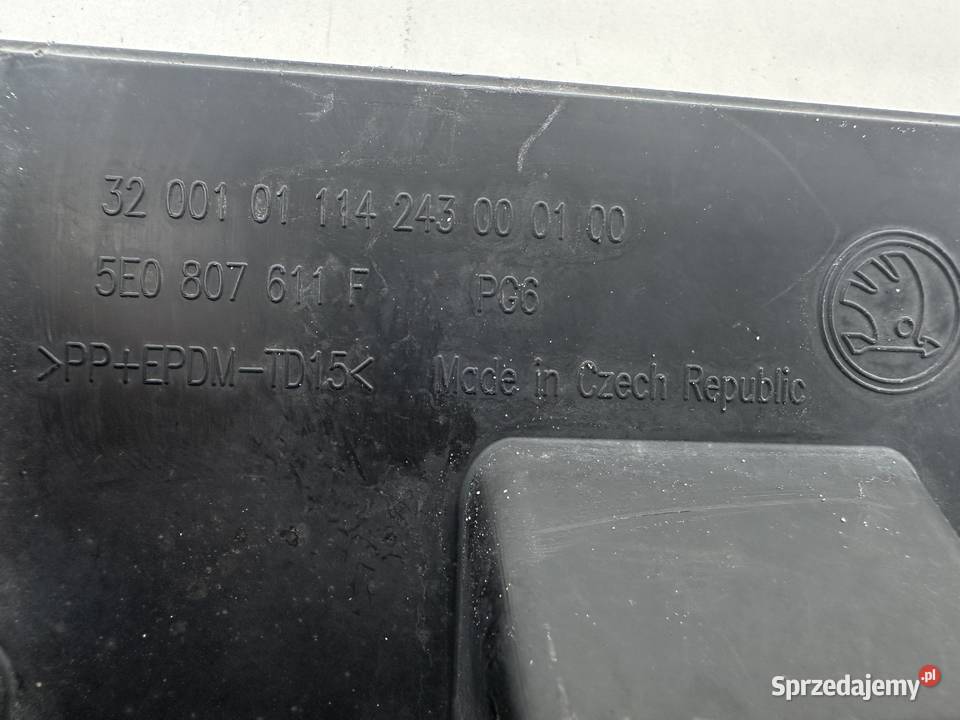 32 001 01 114 243 00 01 00
5E0 807 611 F PG6
>PP+EPDM-TD15< Made in Czech Republic
Sprzedajemy.pl